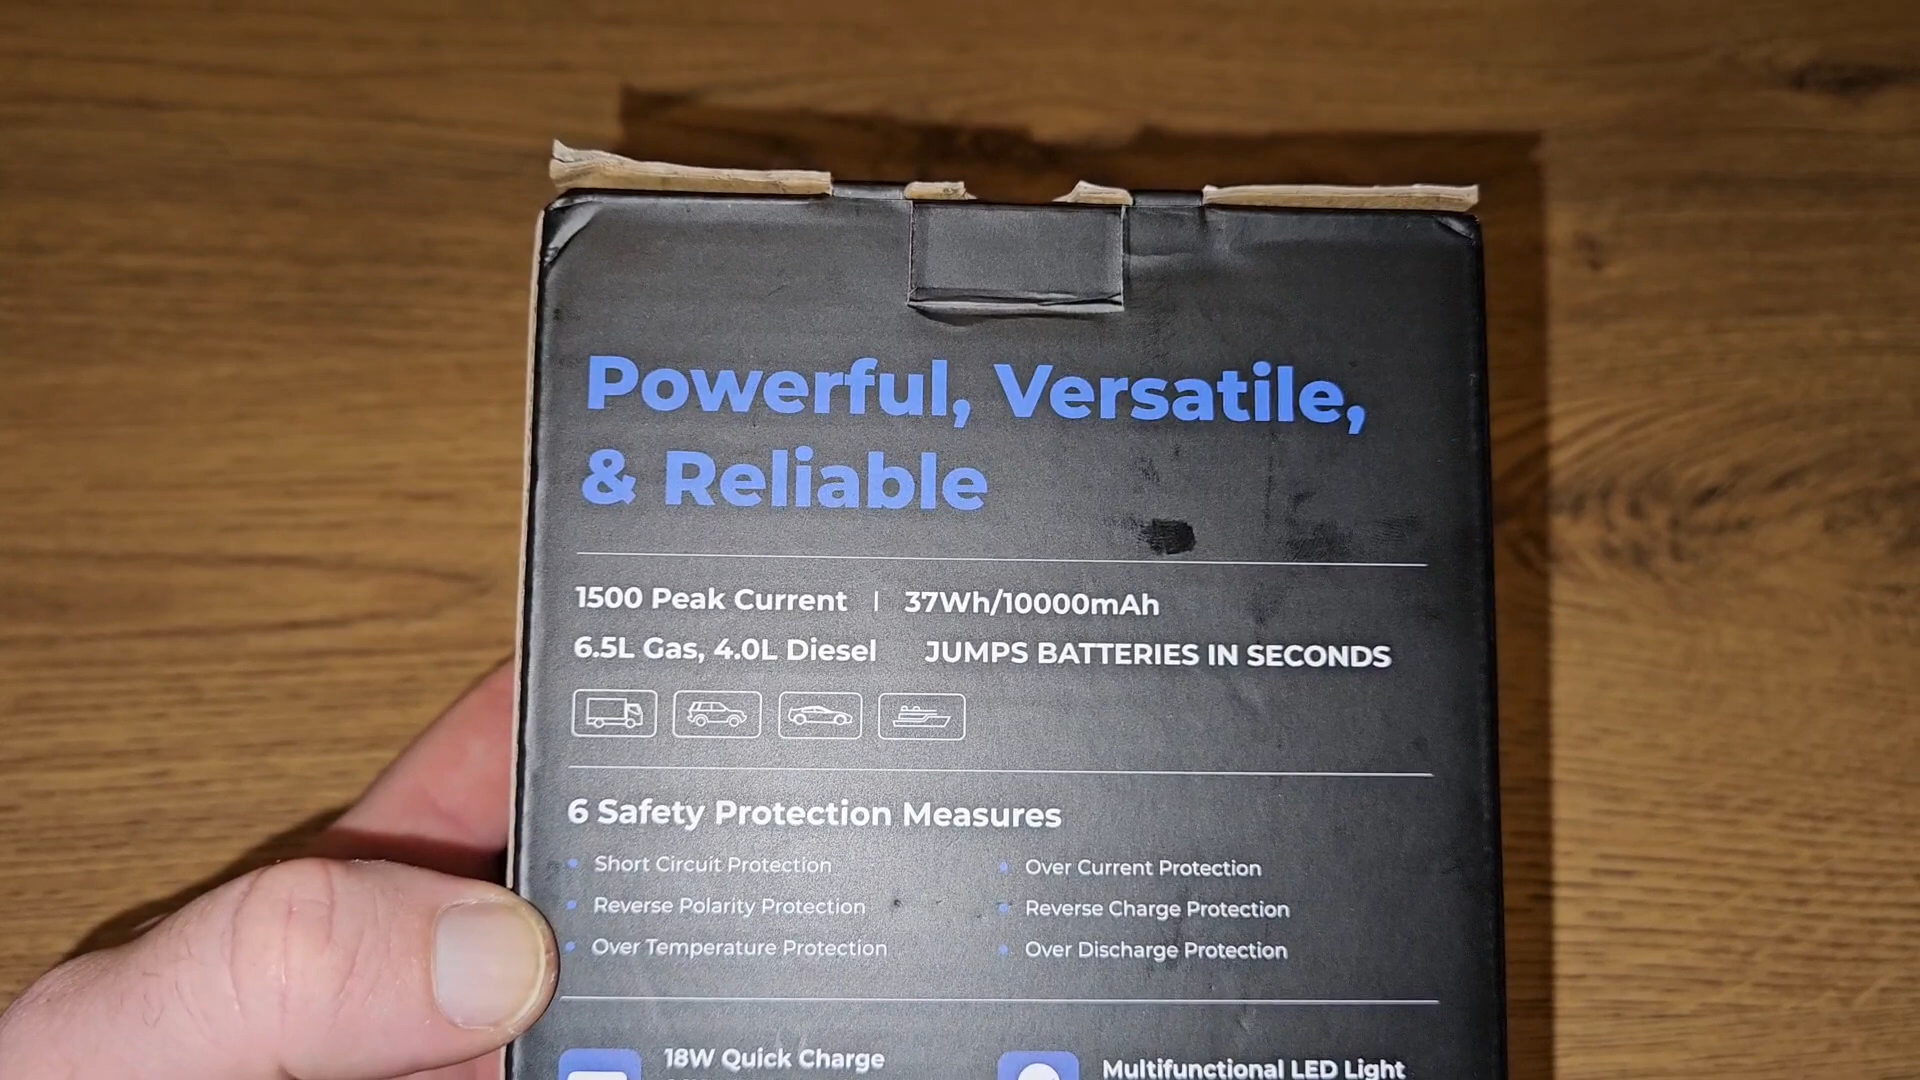 Powerful, Versatile,
& Reliable
1500 Peak Current | 37Wh/10000mAh
6.5L Gas, 4.0L Diesel JUMPS BATTERIES IN SECONDS
6 Safety Protection Measures
Short Circuit Protection
Over Current Protection
Reverse Polarity Protection
Reverse Charge Protection
Over Temperature Protection
Over Discharge Protection
18W Quick Charge
Multifunctional LED Light